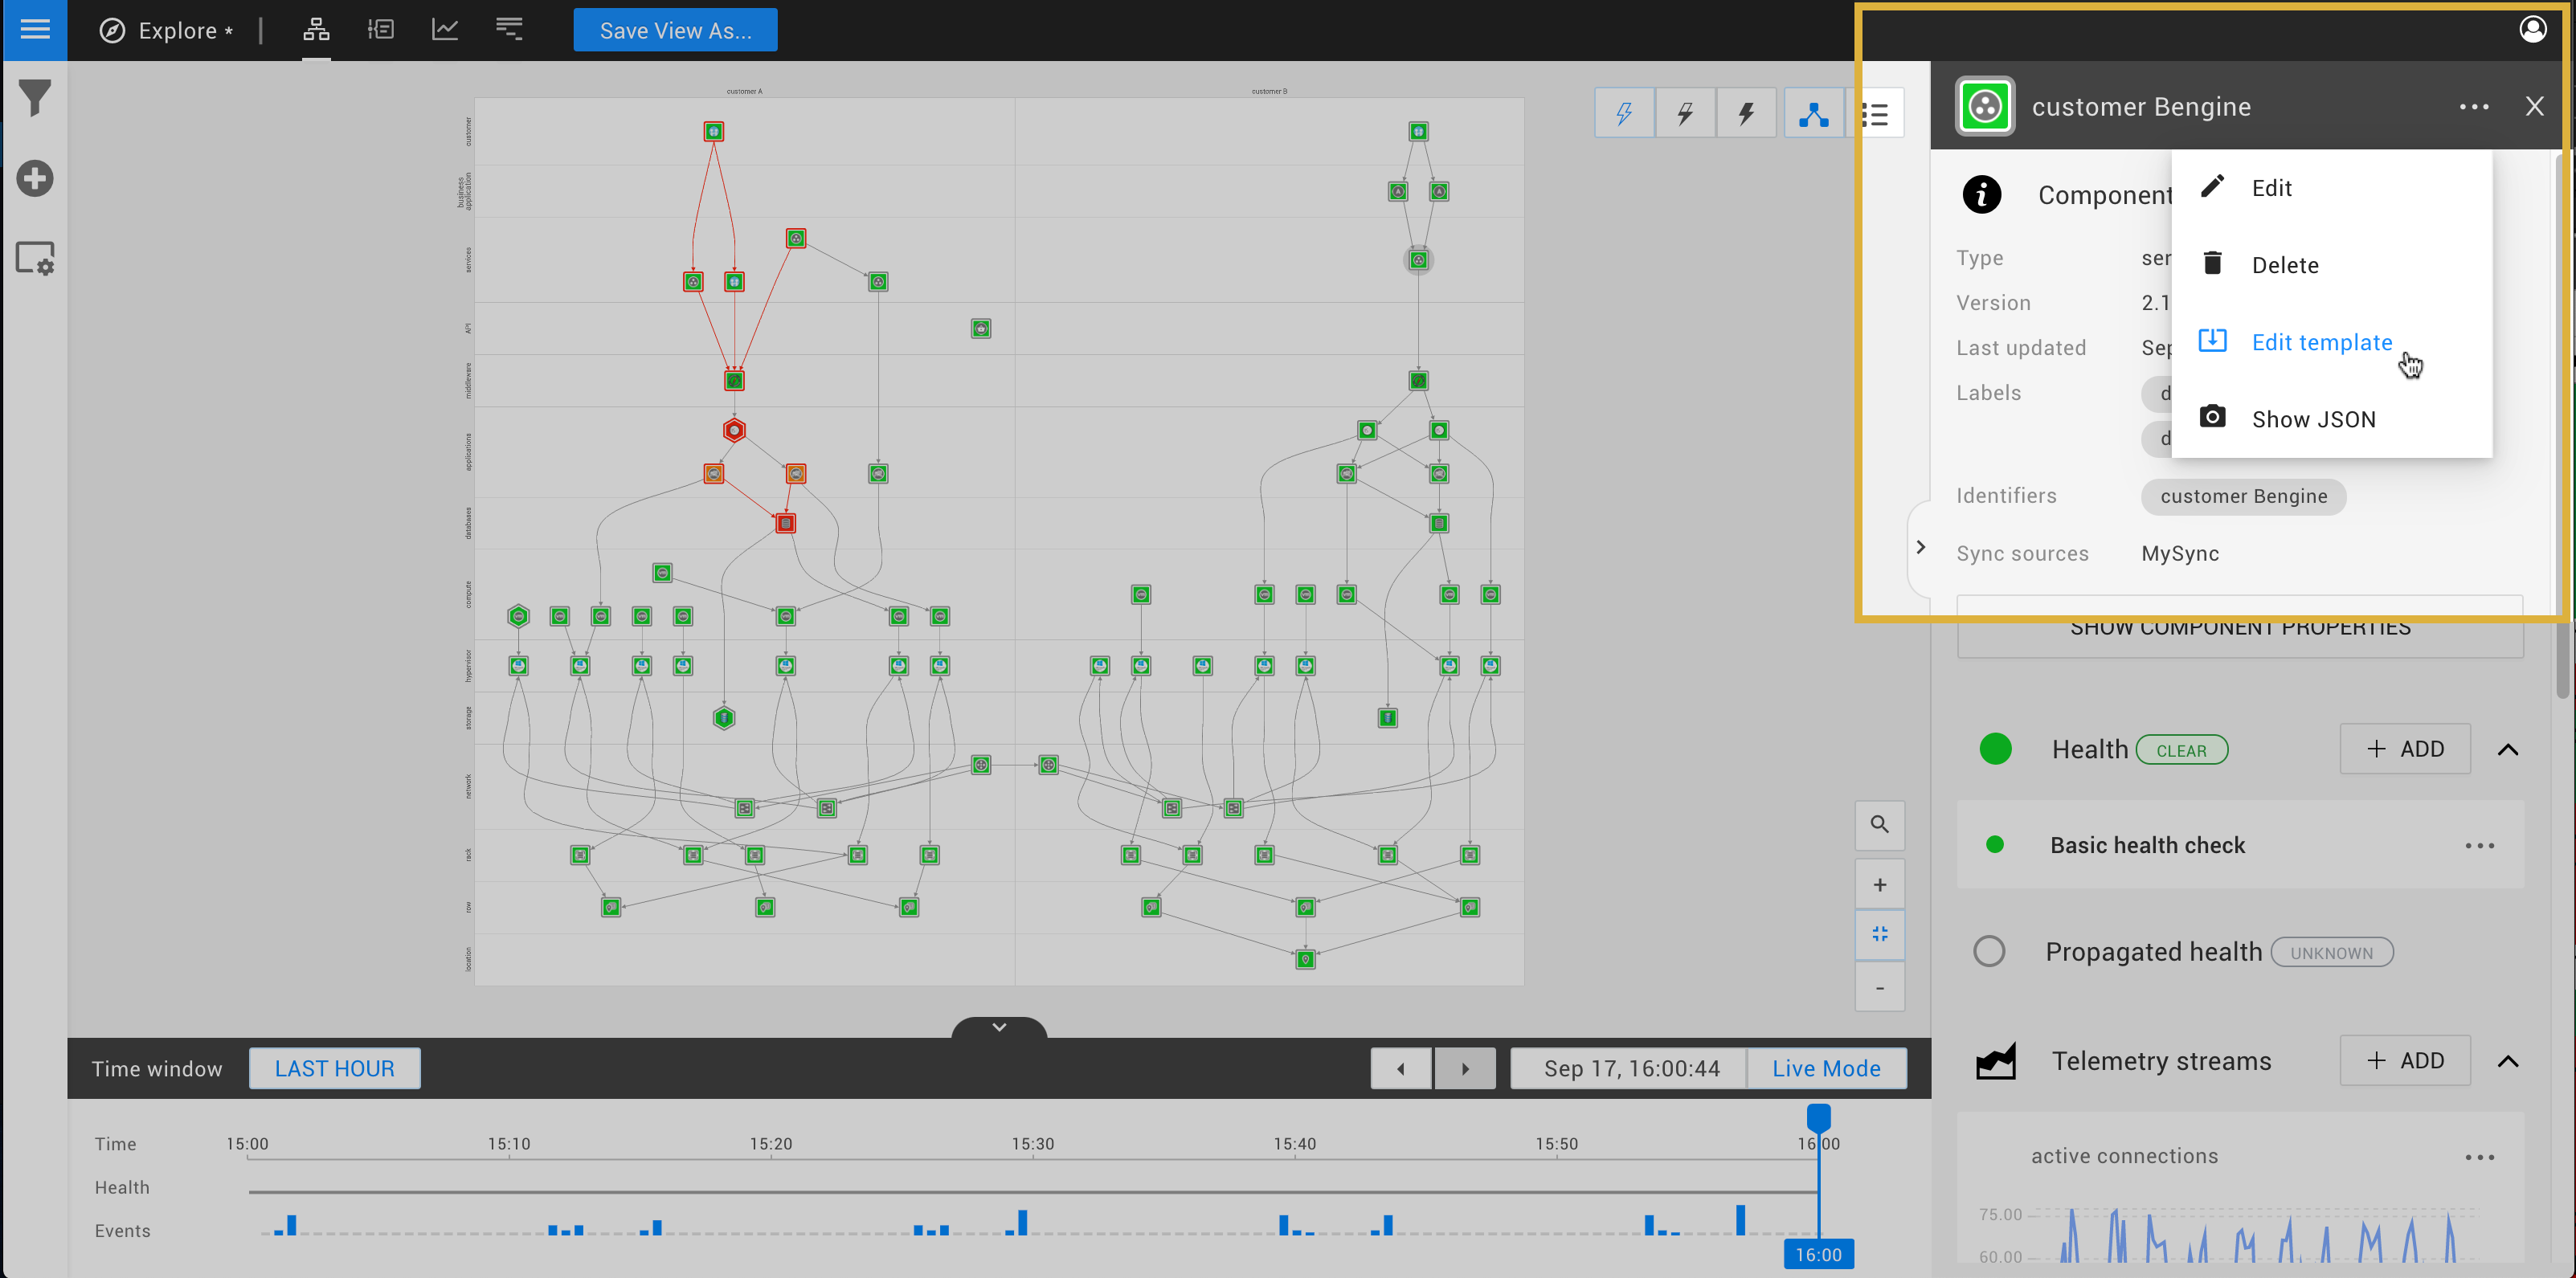 Explore *
Save View As...
customer A
customer B
customer
business
application
services
API
middleware
applications
databases
compute
hypervisor
storage
network
rack
row
location
customer Bengine
Component
Edit
Delete
Edit template
Show JSON
Type ser
Version 2.1
Last updated Sep
Labels d
d
Identifiers customer Bengine
Sync sources MySync
SHOW COMPONENT PROPERTIES
Health CLEAR + ADD
Basic health check
Propagated health UNKNOWN
Telemetry streams + ADD
active connections
75.00
60.00
Time window LAST HOUR Sep 17, 16:00:44 Live Mode
Time 15:00 15:10 15:20 15:30 15:40 15:50 16:00
Health
Events
16:00